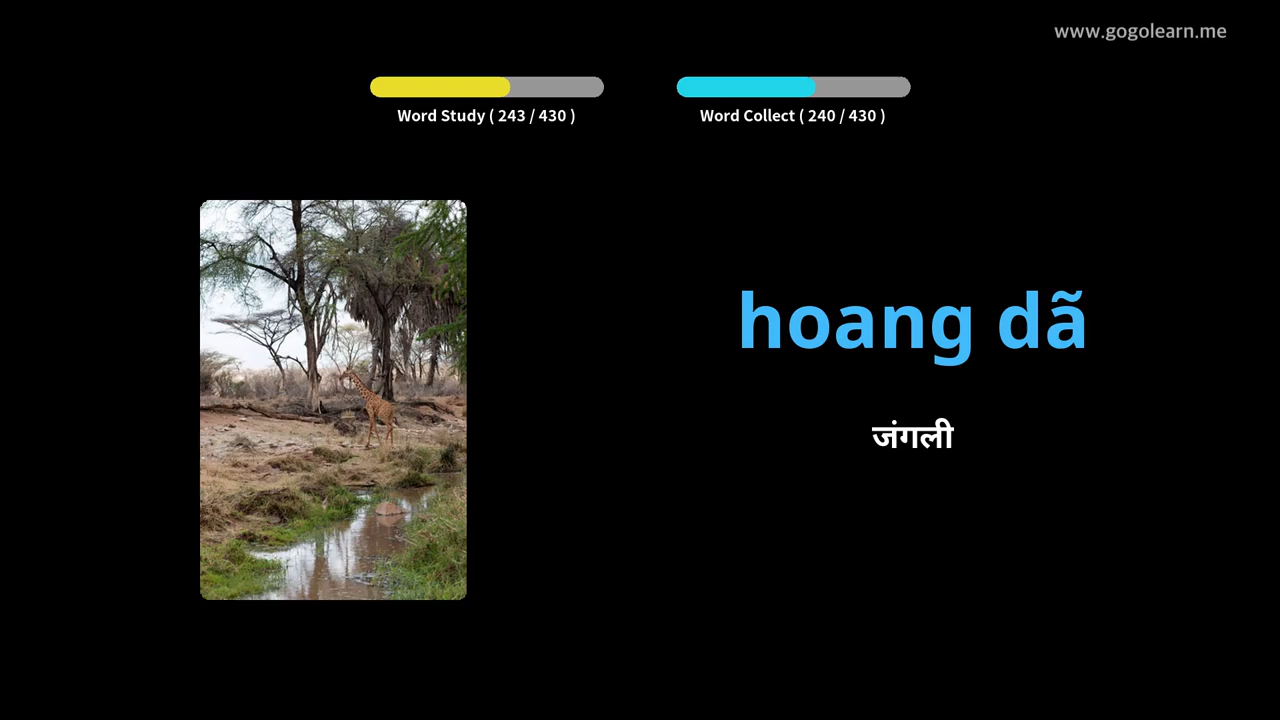 www.gogolearn.me
Word Study ( 243 / 430 )
Word Collect ( 240 / 430 )
hoang dã
जंगली